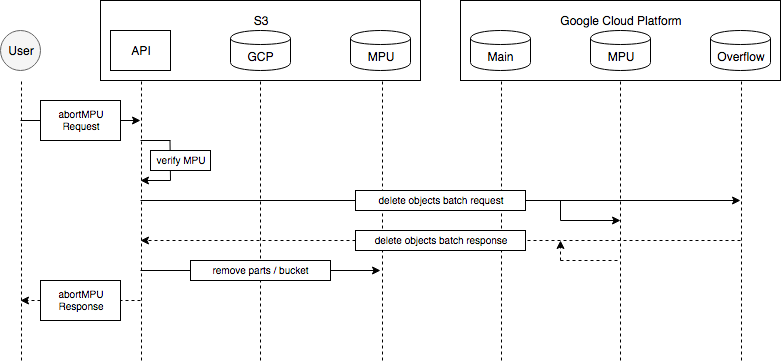 S3
Google Cloud Platform
User
API
GCP
MPU
Main
MPU
Overflow
abortMPU
Request
verify MPU
delete objects batch request
delete objects batch response
remove parts / bucket
abortMPU
Response